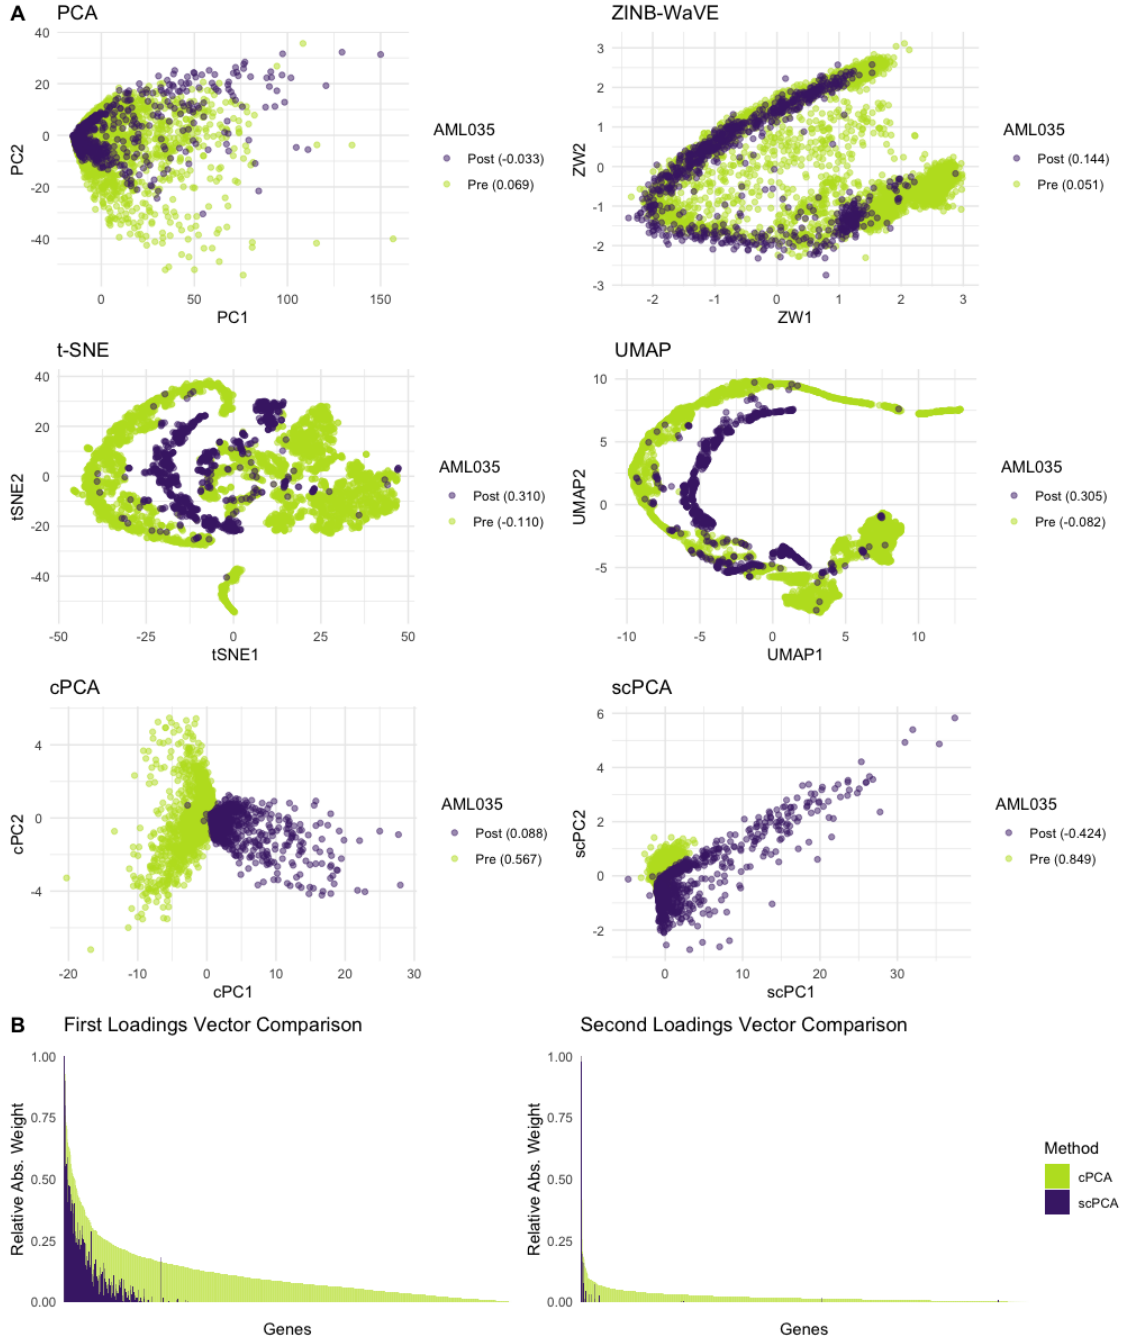 A
PCA
40
20
0
-20
-40
PC2
0
50
100
150
PC1
AML035
Post (-0.033)
Pre (0.069)
ZINB-WaVE
3
2
1
0
-1
-2
-3
ZW2
-2
-1
0
1
2
3
ZW1
AML035
Post (0.144)
Pre (0.051)
t-SNE
40
20
0
-20
-40
tSNE2
-50
-25
0
25
50
tSNE1
AML035
Post (0.310)
Pre (-0.110)
UMAP
10
5
0
-5
UMAP2
-10
-5
0
5
10
UMAP1
AML035
Post (0.305)
Pre (-0.082)
cPCA
4
0
-4
cPC2
-20
-10
0
10
20
30
cPC1
AML035
Post (0.088)
Pre (0.567)
scPCA
6
4
2
0
-2
scPC2
0
10
20
30
scPC1
AML035
Post (-0.424)
Pre (0.849)
B
First Loadings Vector Comparison
1.00
0.75
0.50
0.25
0.00
Relative Abs. Weight
Genes
Second Loadings Vector Comparison
1.00
0.75
0.50
0.25
0.00
Relative Abs. Weight
Genes
Method
cPCA
scPCA